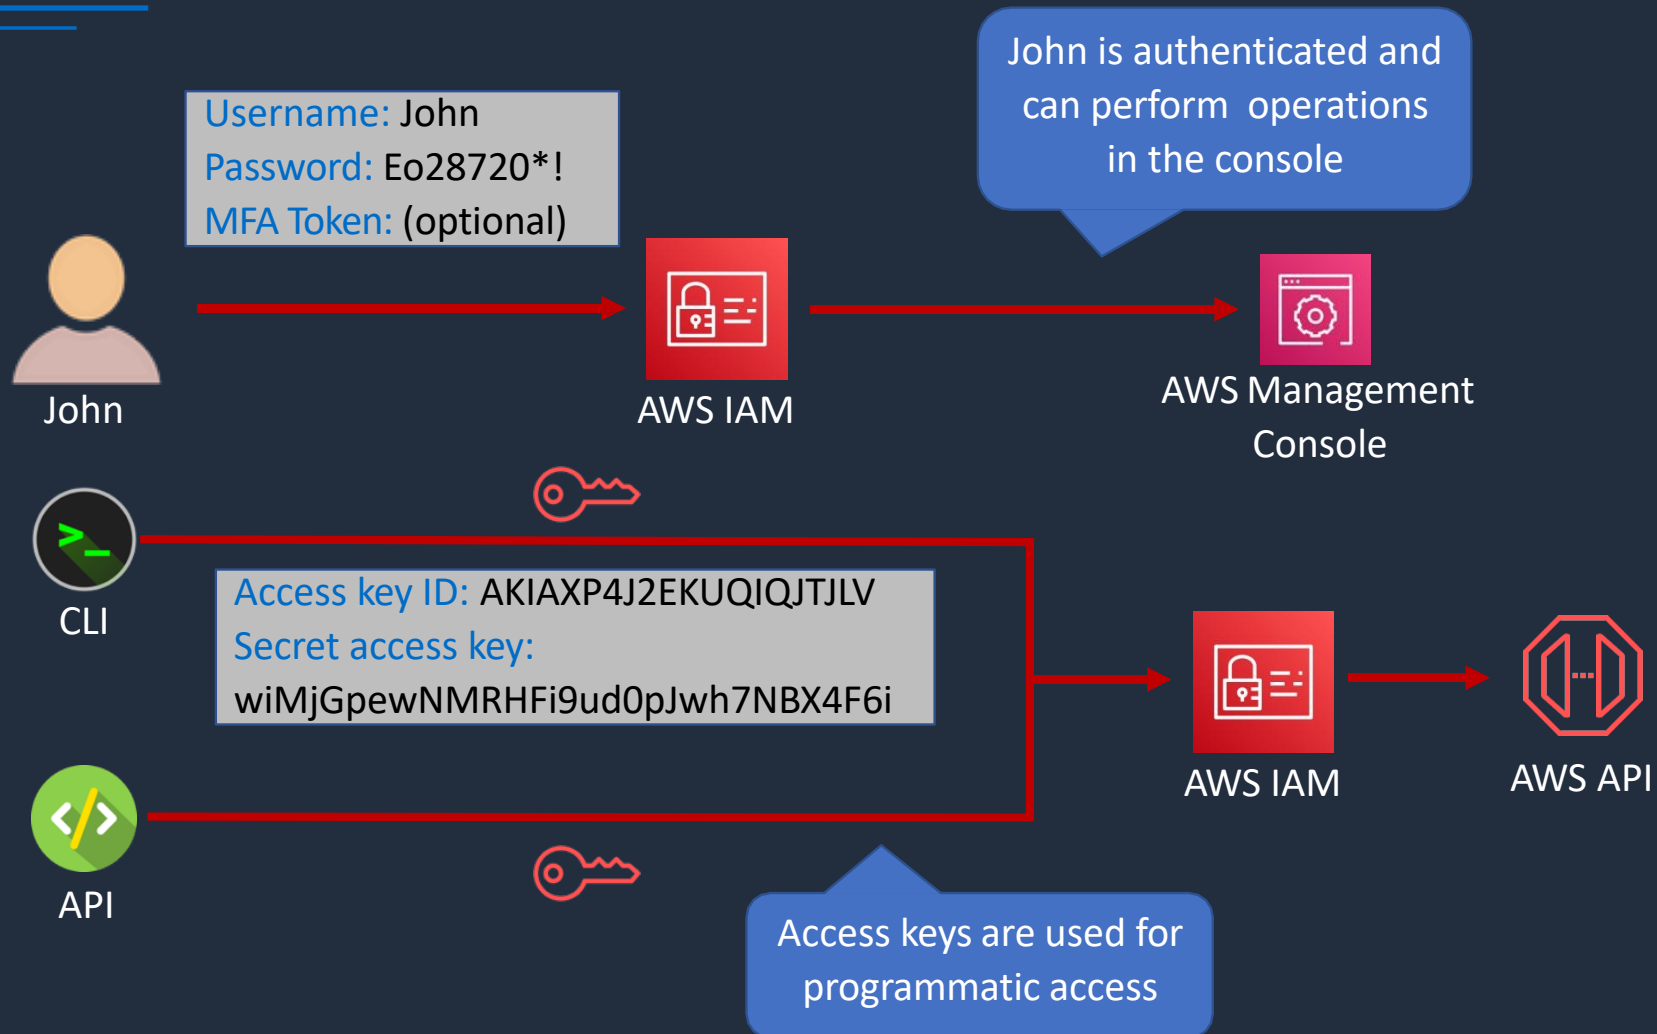 John is authenticated and
can perform operations
in the console
Username: John
Password: Eo28720*!
MFA Token: (optional)
John
AWS IAM
AWS Management
Console
>_
CLI
Access key ID: AKIAXP4J2EKUQIQJTJLV
Secret access key:
wiMjGpewNMRHFi9ud0pJwh7NBX4F6i
AWS IAM
AWS API
</>
API
Access keys are used for
programmatic access